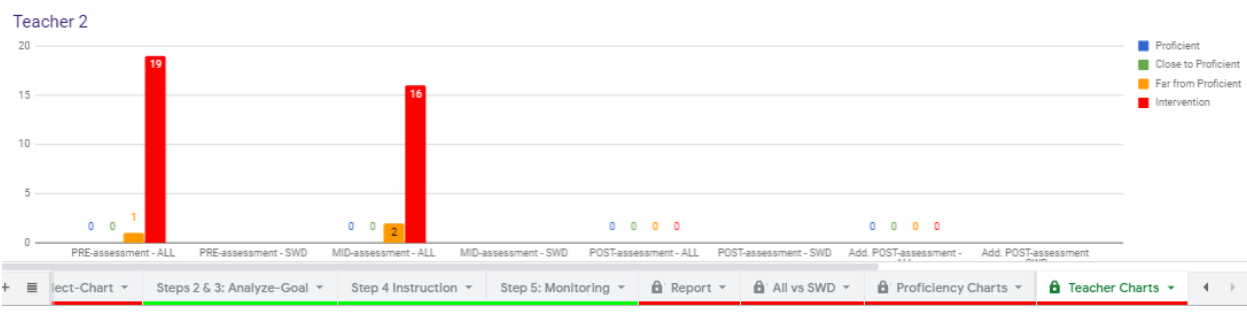 Teacher 2
20
15
10
5
0
19
1
0 0
16
2
0 0
0 0 0 0
0 0 0 0
Proficient
Close to Proficient
Far from Proficient
Intervention
PRE-assessment - ALL
PRE-assessment - SWD
MID-assessment - ALL
MID-assessment - SWD
POST-assessment - ALL
POST-assessment - SWD
Add. POST-assessment -
Add. POST-assessment
lect-Chart
Steps 2 & 3: Analyze-Goal
Step 4 Instruction
Step 5: Monitoring
Report
All vs SWD
Proficiency Charts
Teacher Charts